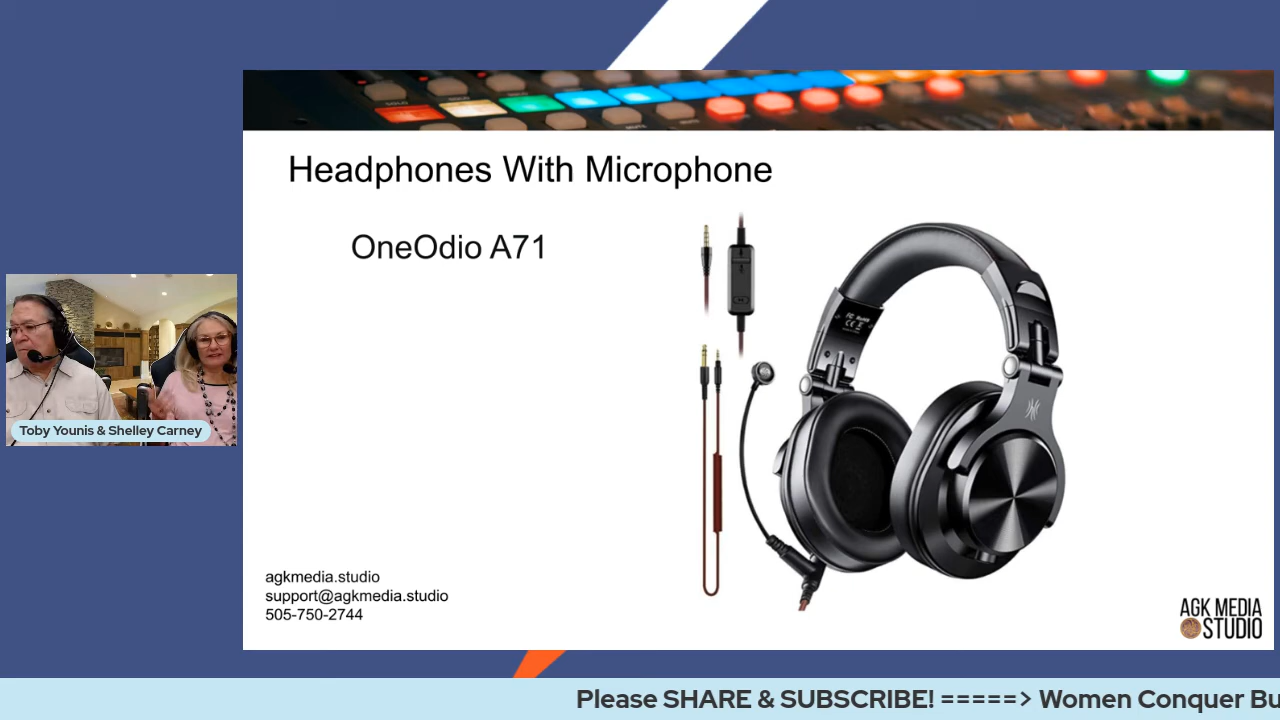 Headphones With Microphone
OneOdio A71
Toby Younis & Shelley Carney
agkmedia.studio
support@agkmedia.studio
505-750-2744
AGK MEDIA
STUDIO
Please SHARE & SUBSCRIBE! =====> Women Conquer Bu